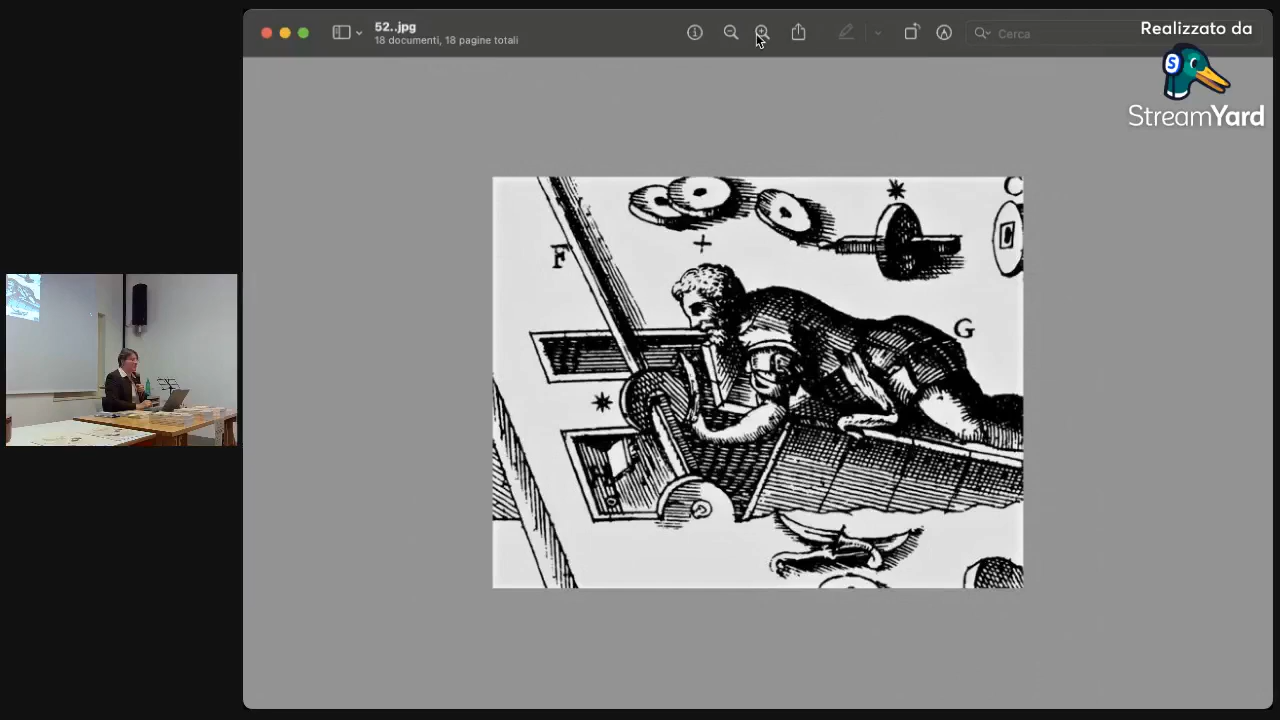 52..jpg
18 documenti, 18 pagine totali
Cerca
Realizzato da
StreamYard
S
F
G
C